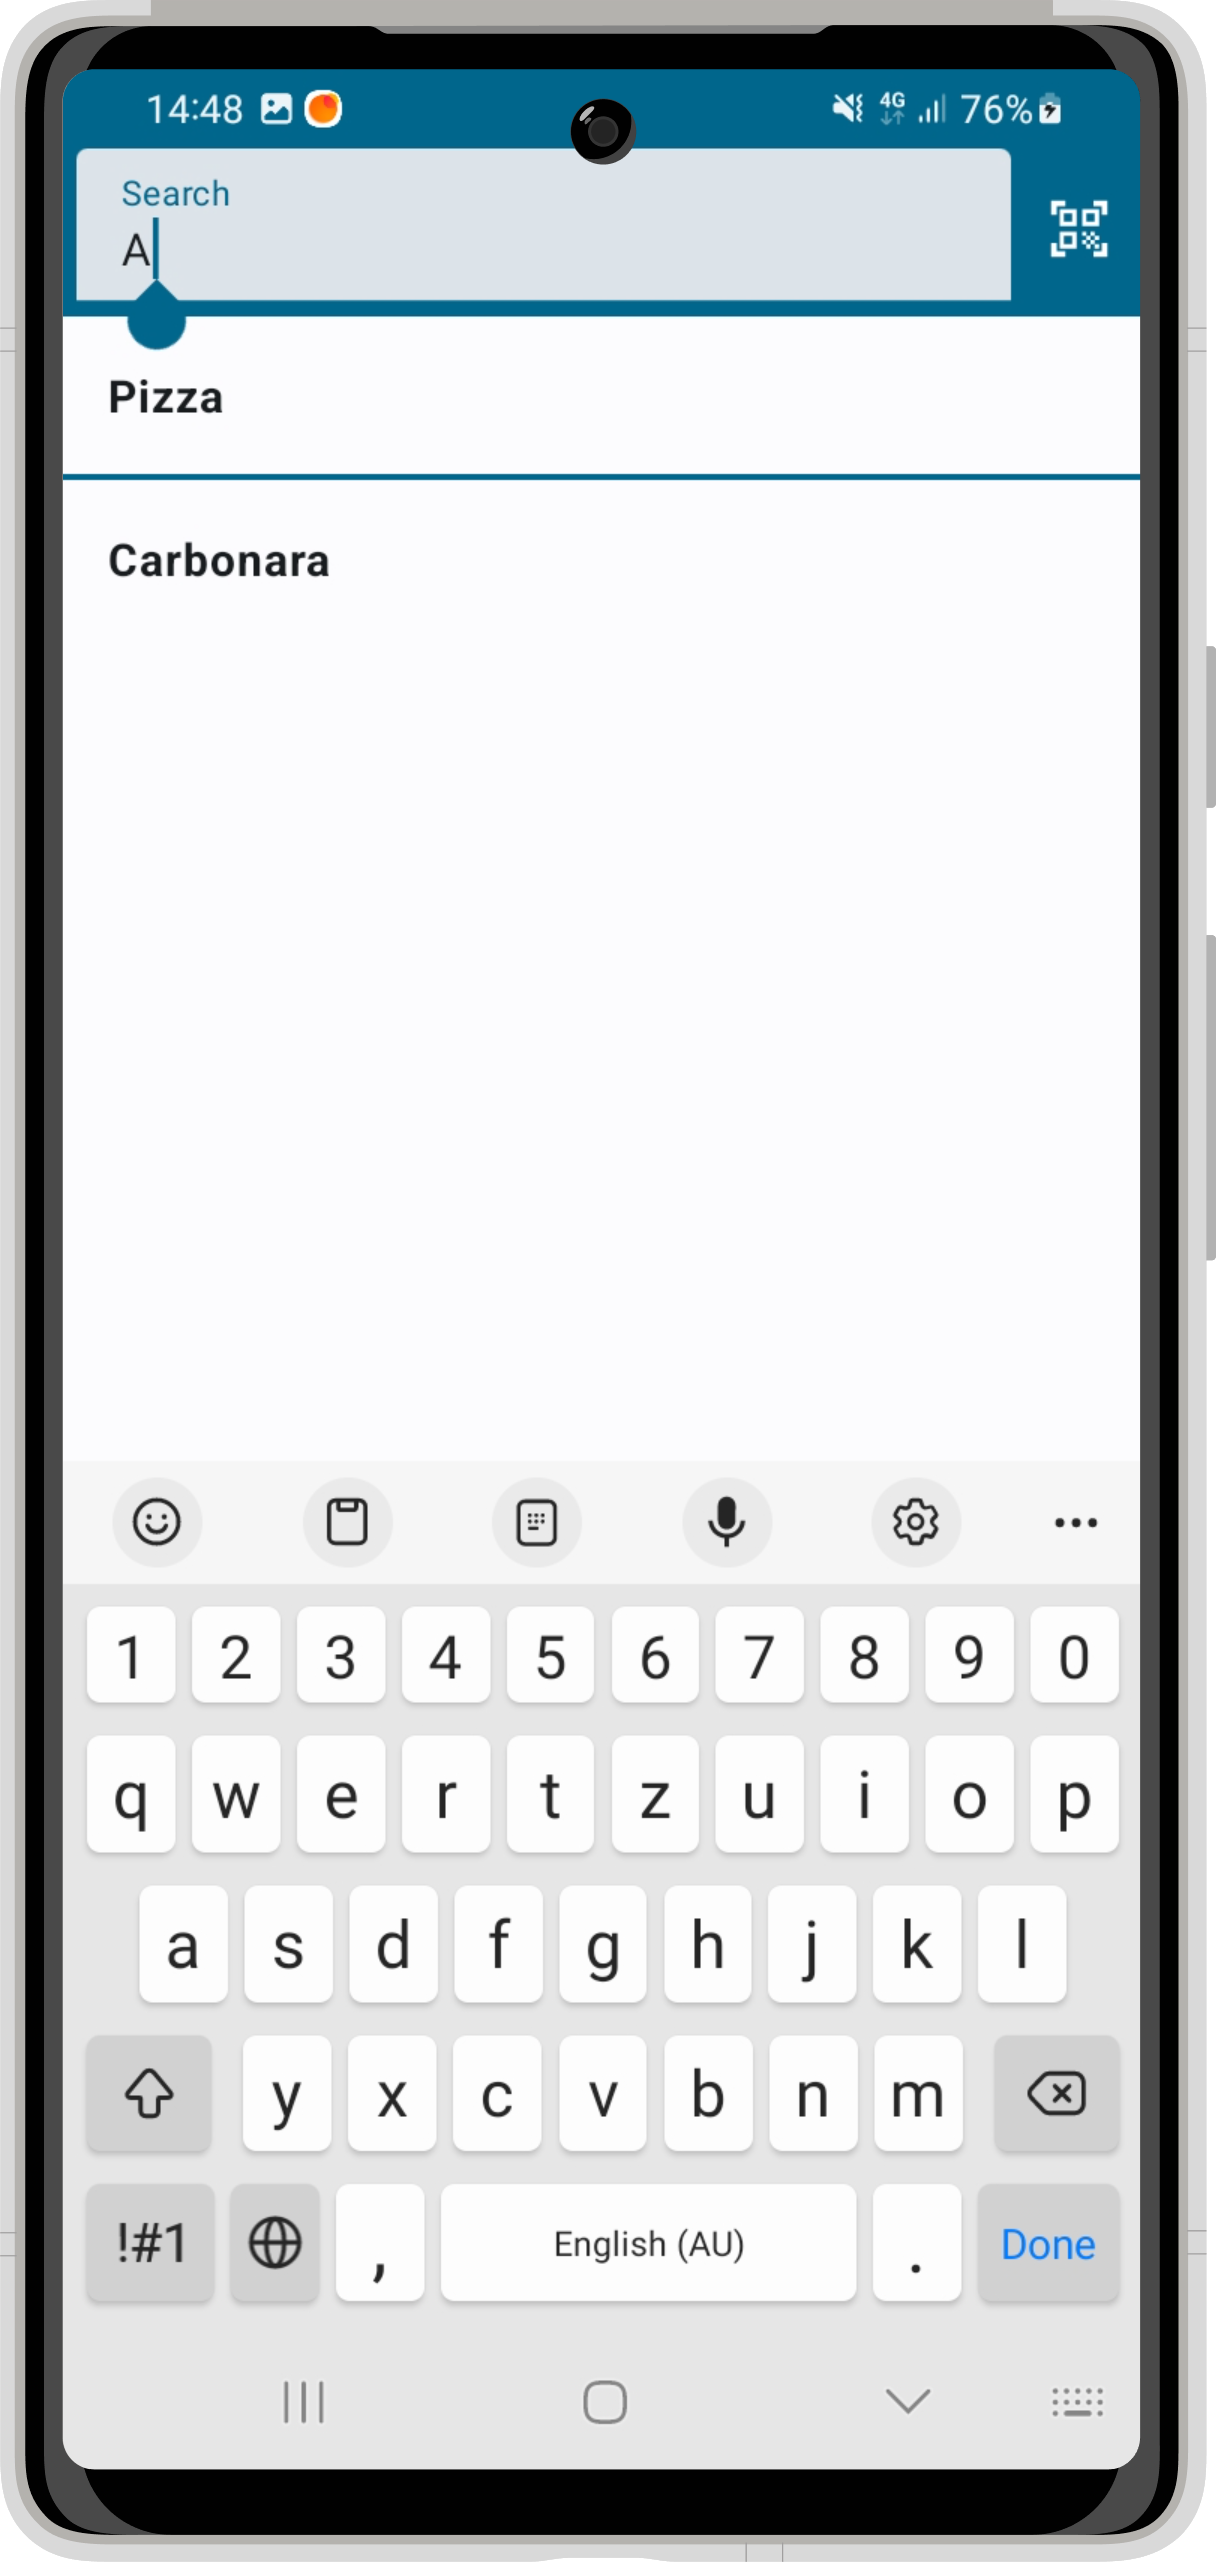 14:48 4G 76%
Search
A
Pizza
Carbonara
1 2 3 4 5 6 7 8 9 0
q w e r t z u i o p
a s d f g h j k l
y x c v b n m
!#1 , English (AU) . Done